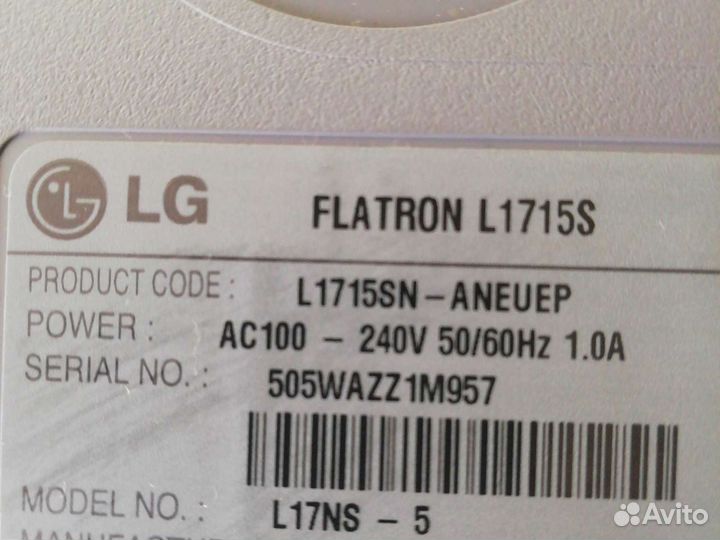 LG FLATRON L1715S
PRODUCT CODE : L1715SN-ANEUEP
POWER : AC100 - 240V 50/60Hz 1.0A
SERIAL NO. : 505WAZZ1M957
MODEL NO. : L17NS - 5
Avito